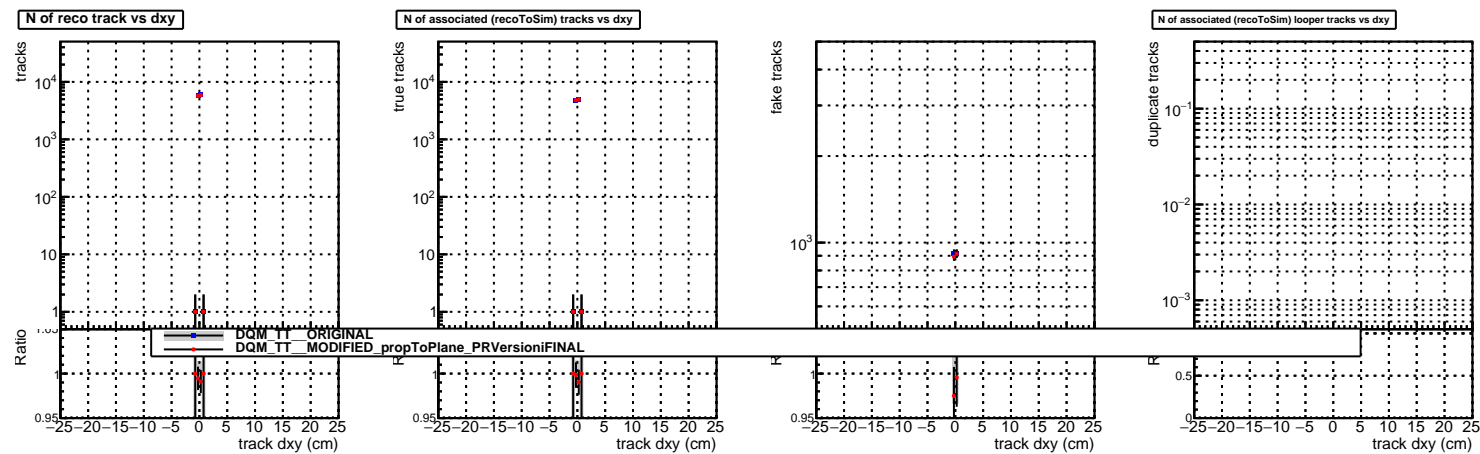 N of reco track vs dxy
tracks
10⁴
10³
10²
10
1
Ratio
1.05
1
0.95
−25 −20 −15 −10 −5 0 5 10 15 20 25
track dxy (cm)
N of associated (recoToSim) tracks vs dxy
true tracks
10⁴
10³
10²
10
1
1
0.95
−25 −20 −15 −10 −5 0 5 10 15 20 25
track dxy (cm)
fake tracks
10³
1
0.95
−25 −20 −15 −10 −5 0 5 10 15 20 25
track dxy (cm)
N of associated (recoToSim) looper tracks vs dxy
duplicate tracks
10⁻¹
10⁻²
10⁻³
0.5
0
−25 −20 −15 −10 −5 0 5 10 15 20 25
track dxy (cm)
DQM_TT__ORIGINAL
DQM_TT__MODIFIED_propToPlane_PRVersioniFINAL